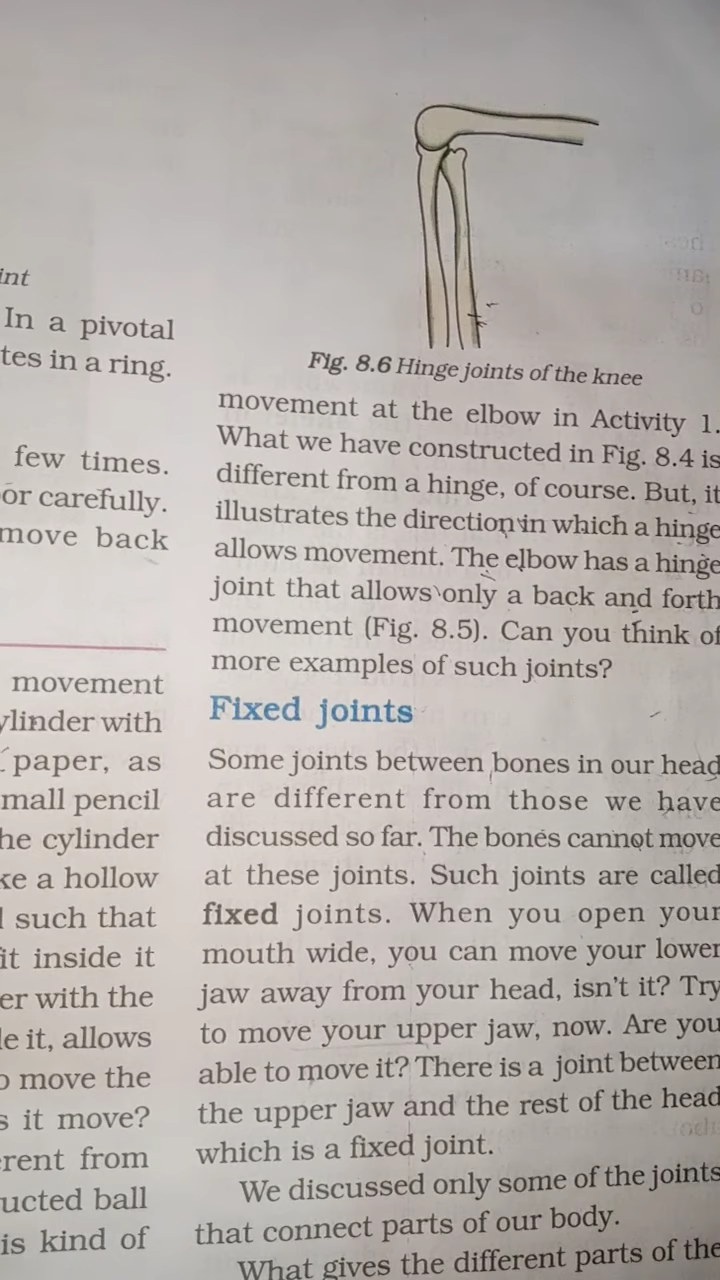 int
In a pivotal
tes in a ring.
few times.
or carefully.
move back
movement
ylinder with
paper, as
mall pencil
he cylinder
ke a hollow
l such that
it inside it
er with the
le it, allows
o move the
s it move?
rent from
ucted ball
is kind of
Fig. 8.6 Hinge joints of the knee
movement at the elbow in Activity 1.
What we have constructed in Fig. 8.4 is
different from a hinge, of course. But, it
illustrates the direction in which a hinge
allows movement. The elbow has a hinge
joint that allows only a back and forth
movement (Fig. 8.5). Can you think of
more examples of such joints?
Fixed joints
Some joints between bones in our head
are different from those we have
discussed so far. The bones cannot move
at these joints. Such joints are called
fixed joints. When you open your
mouth wide, you can move your lower
jaw away from your head, isn't it? Try
to move your upper jaw, now. Are you
able to move it? There is a joint between
the upper jaw and the rest of the head
which is a fixed joint.
We discussed only some of the joints
that connect parts of our body.
What gives the different parts of the